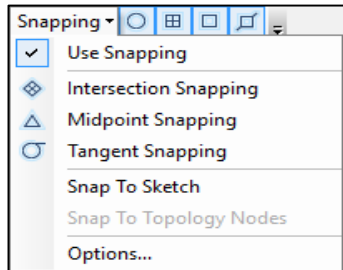 Snapping
Use Snapping
Intersection Snapping
Midpoint Snapping
Tangent Snapping
Snap To Sketch
Snap To Topology Nodes
Options...